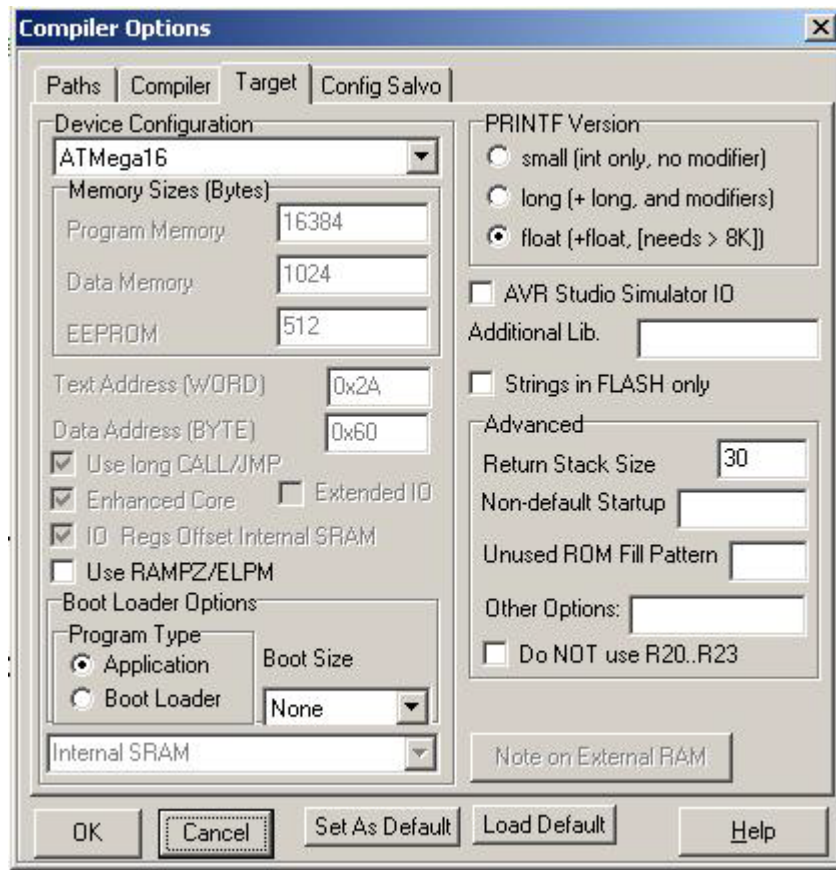 Compiler Options
Paths
Compiler
Target
Config Salvo
Device Configuration
ATMega16
Memory Sizes (Bytes)
Program Memory 16384
Data Memory 1024
EEPROM 512
Text Address (WORD) 0x2A
Data Address (BYTE) 0x60
Use long CALL/JMP
Enhanced Core
Extended IO
IO Regs Offset Internal SRAM
Use RAMPZ/ELPM
Boot Loader Options
Program Type
Application
Boot Loader
Boot Size
None
Internal SRAM
PRINTF Version
small (int only, no modifier)
long (+ long, and modifiers)
float (+float, [needs > 8K])
AVR Studio Simulator IO
Additional Lib.
Strings in FLASH only
Advanced
Return Stack Size 30
Non-default Startup
Unused ROM Fill Pattern
Other Options:
Do NOT use R20..R23
Note on External RAM
OK
Cancel
Set As Default
Load Default
Help